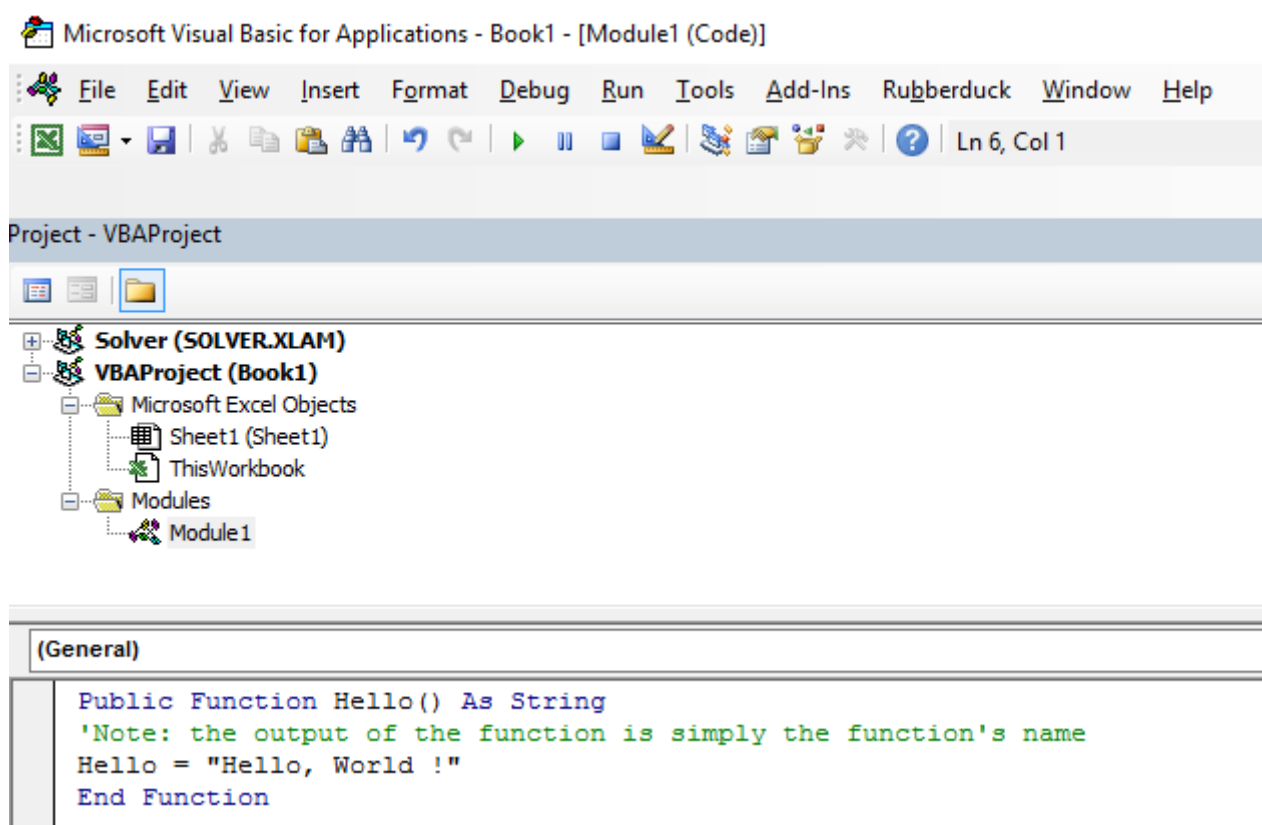 Microsoft Visual Basic for Applications - Book1 - [Module1 (Code)]
File Edit View Insert Format Debug Run Tools Add-Ins Rubberduck Window Help
Ln 6, Col 1
Project - VBAProject
Solver (SOLVER.XLAM)
VBAProject (Book1)
Microsoft Excel Objects
Sheet1 (Sheet1)
ThisWorkbook
Modules
Module1
(General)
Public Function Hello() As String
'Note: the output of the function is simply the function's name
Hello = "Hello, World !"
End Function